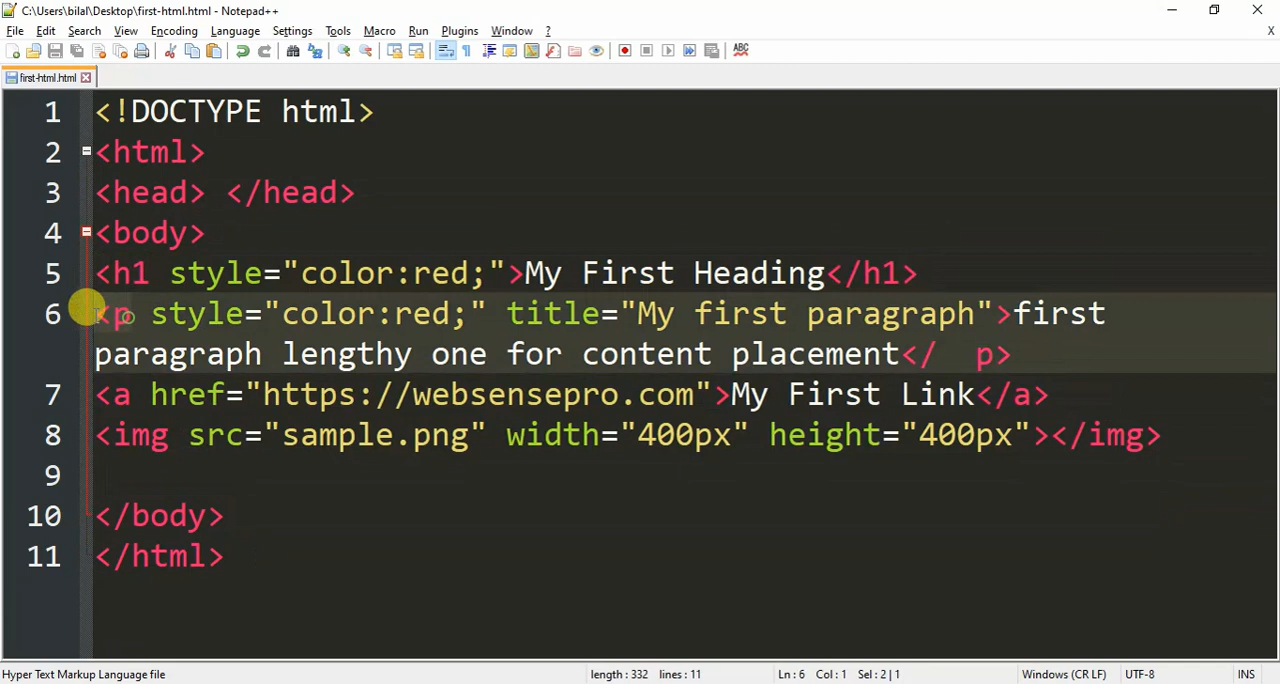 C:\Users\bilal\Desktop\first-html.html - Notepad++
File Edit Search View Encoding Language Settings Tools Macro Run Plugins Window ? X
ABC
first-html.html
1 <!DOCTYPE html>
2 <html>
3 <head> </head>
4 <body>
5 <h1 style="color:red;">My First Heading</h1>
6 <p style="color:red;" title="My first paragraph">first
paragraph lengthy one for content placement</  p>
7 <a href="https://websensepro.com">My First Link</a>
8 <img src="sample.png" width="400px" height="400px"></img>
9
10 </body>
11 </html>
Hyper Text Markup Language file length : 332 lines : 11 Ln : 6 Col : 1 Sel : 2 | 1 Windows (CR LF) UTF-8 INS